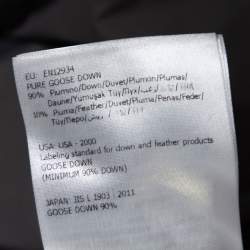 EU: EN12934
PURE GOOSE DOWN
90% Piumino/Down/Duvet/Plumón/Plumas/
Daune/Yumuşak Tüy/Пух/
10% Piuma/Feather/Duvet/Pluma/Penas/Feder/
Tüy/Перо/
USA: USA - 2000
Labeling standard for down and feather products
GOOSE DOWN
(MINIMUM 90% DOWN)
JAPAN: JIS L 1903 : 2011
GOOSE DOWN 90%